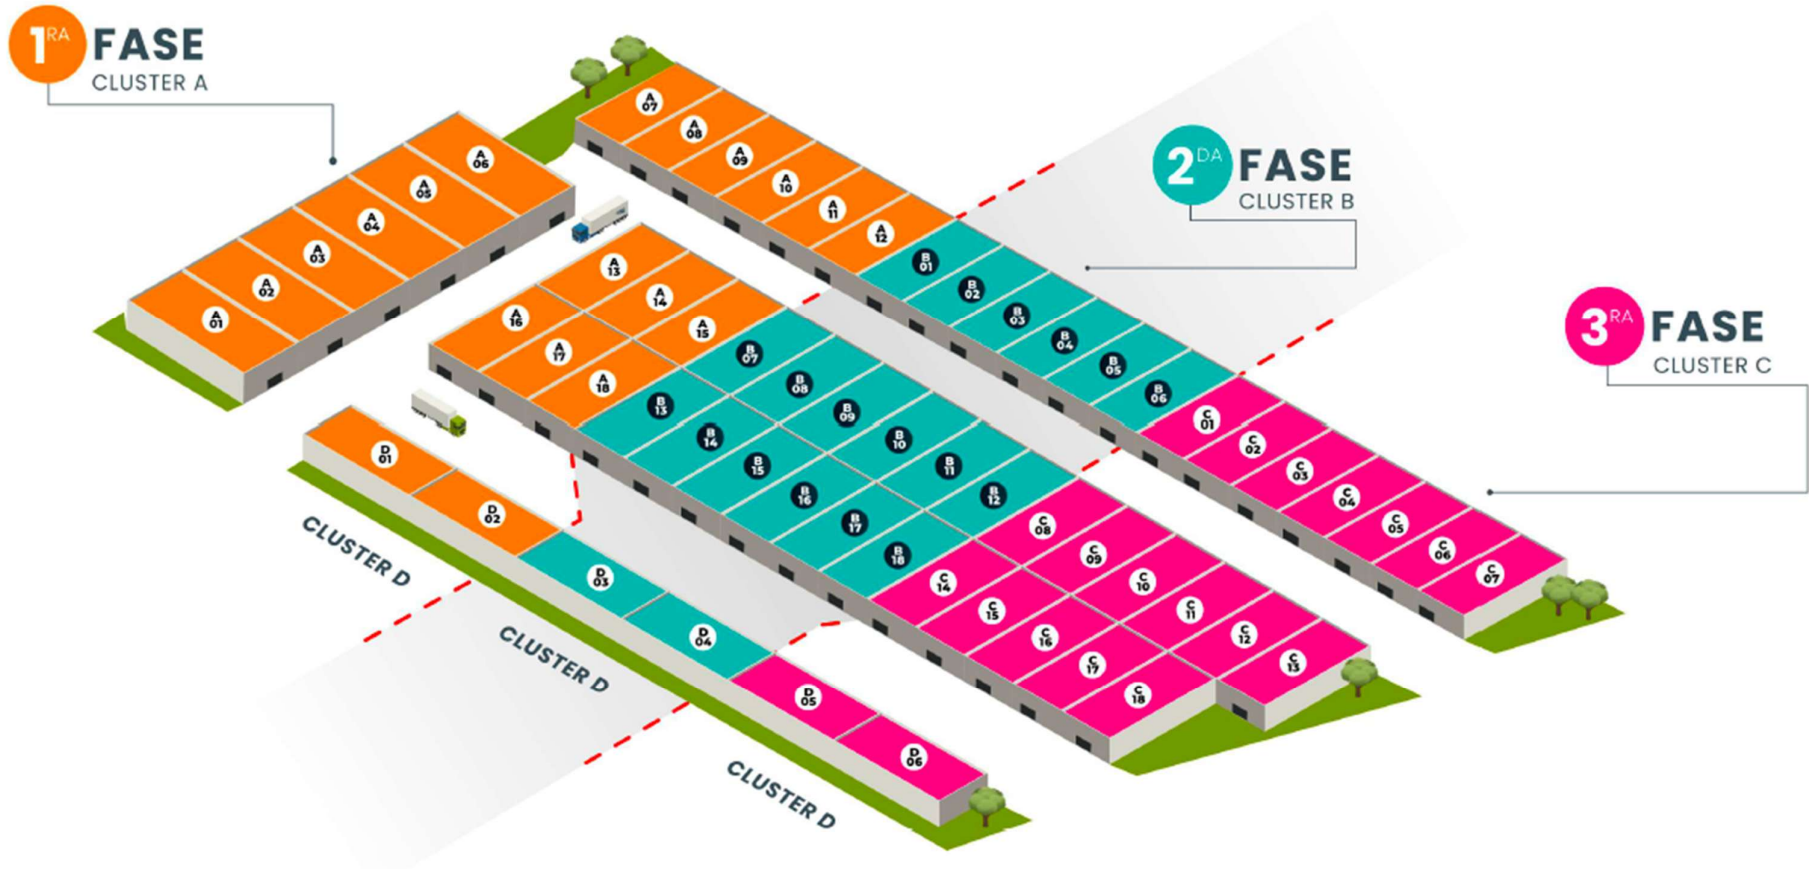 1RA FASE
CLUSTER A
2DA FASE
CLUSTER B
3RA FASE
CLUSTER C
A 01
A 02
A 03
A 04
A 05
A 06
A 07
A 08
A 09
A 10
A 11
A 12
B 01
B 02
B 03
B 04
B 05
B 06
C 01
C 02
C 03
C 04
C 05
C 06
C 07
A 13
A 14
A 15
B 07
B 08
B 09
B 10
B 11
B 12
C 08
C 09
C 10
C 11
C 12
C 13
A 16
A 17
A 18
B 13
B 14
B 15
B 16
B 17
B 18
C 14
C 15
C 16
C 17
C 18
D 01
D 02
D 03
D 04
D 05
D 06
CLUSTER D
CLUSTER D
CLUSTER D